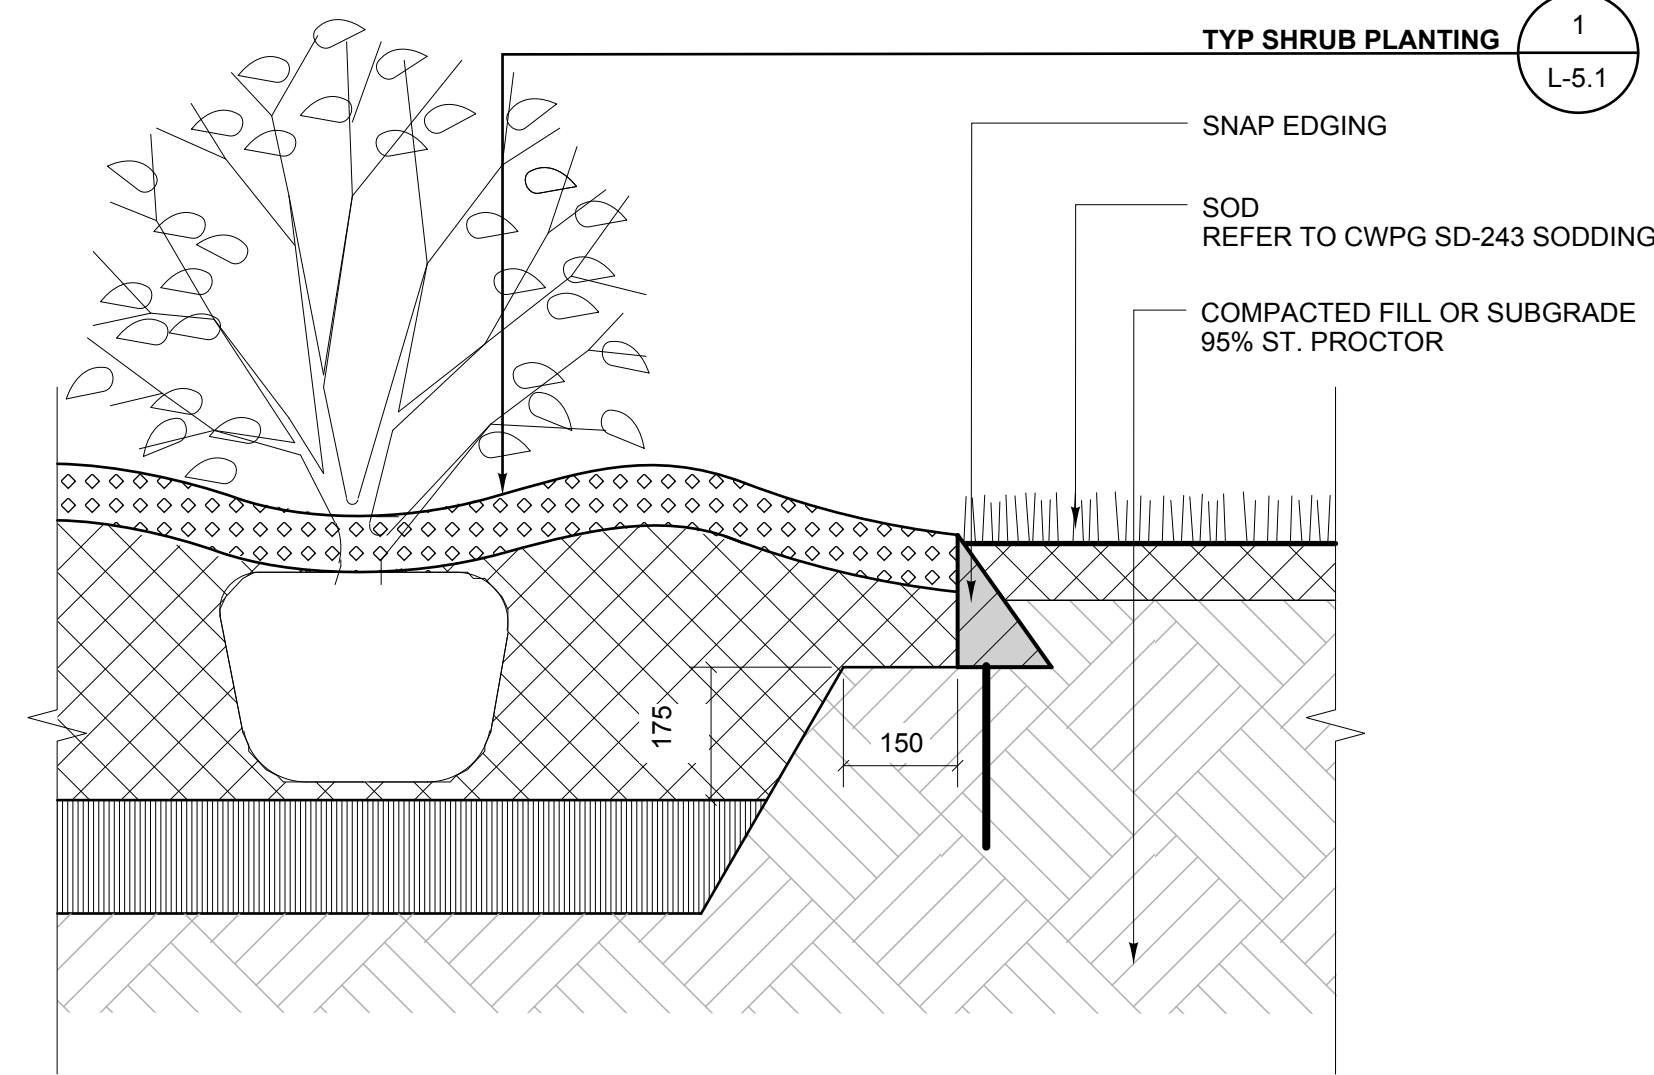 TYP SHRUB PLANTING
1
L-5.1
SNAP EDGING
SOD
REFER TO CWPG SD-243 SODDING
COMPACTED FILL OR SUBGRADE
95% ST. PROCTOR
175
150